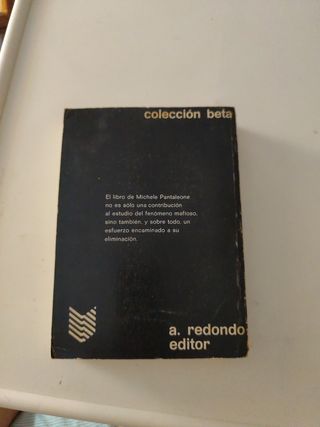 colección beta
El libro de Michele Pantaleone
no es sólo una contribución
al estudio del fenómeno mafioso,
sino también, y sobre todo, un
esfuerzo encaminado a su
eliminación.
a. redondo
editor